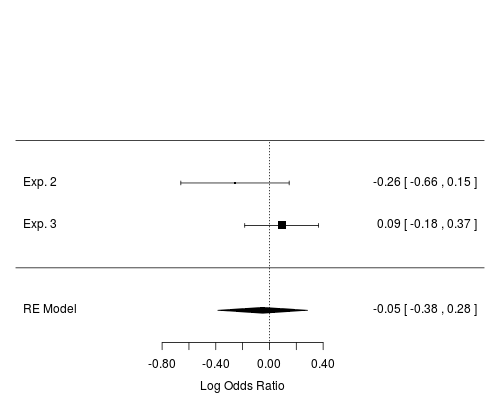 Exp. 2 -0.26 [ -0.66 , 0.15 ]
Exp. 3 0.09 [ -0.18 , 0.37 ]
RE Model -0.05 [ -0.38 , 0.28 ]
-0.80 -0.40 0.00 0.40
Log Odds Ratio